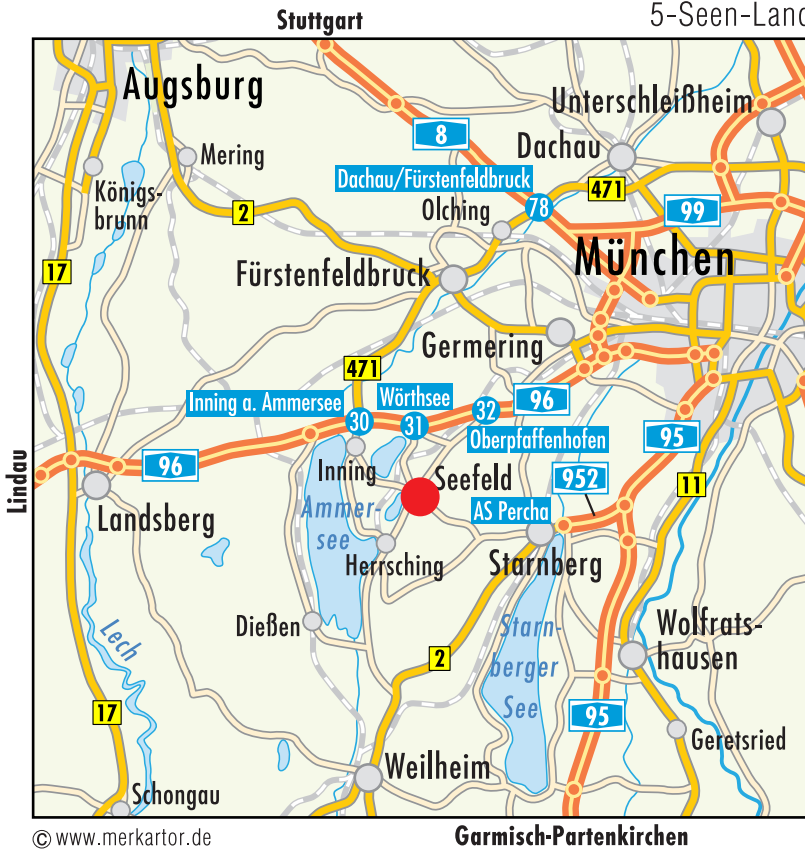 Stuttgart
5-Seen-Land
Augsburg
Unterschleißheim
8
Dachau
Mering
Dachau/Fürstenfeldbruck
Königs-
brunn
471
2
78
99
Olching
München
17
Fürstenfeldbruck
Germering
471
Inning a. Ammersee
Wörthsee
96
30
31
32
Oberpfaffenhofen
95
Lindau
96
Inning
Seefeld
952
11
Landsberg
Ammer-
see
AS Percha
Herrsching
Starnberg
Dießen
Lech
Starn-
berger
See
Wolfrats-
hausen
2
17
95
Geretsried
Weilheim
Schongau
© www.merkartor.de
Garmisch-Partenkirchen